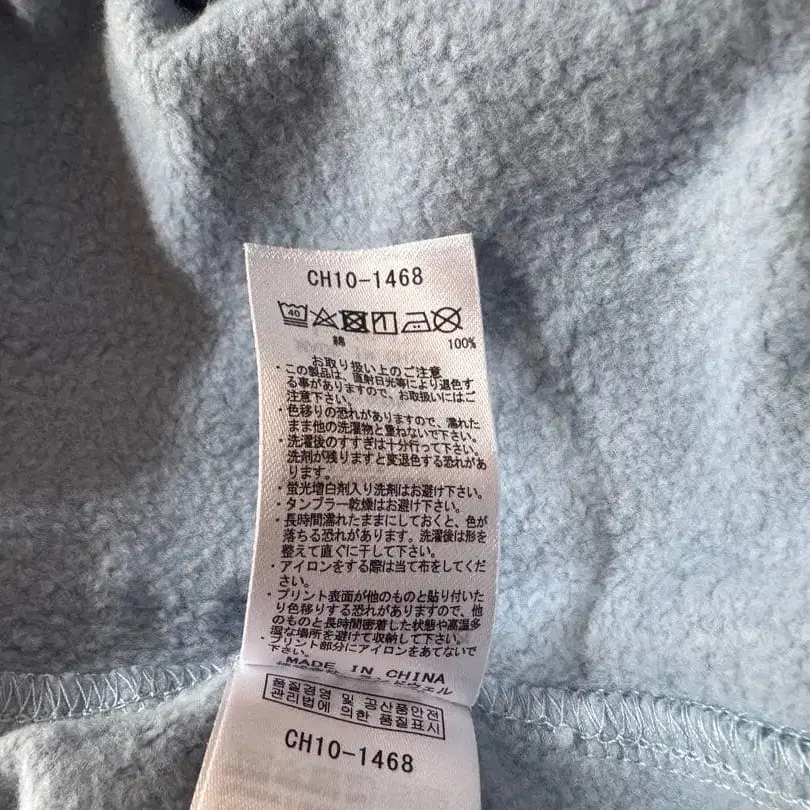 CH10-1468
40
綿 100%
お取り扱い上のご注意
・この製品は、直射日光等により退色す
る事がありますので、お取扱いにはご
注意下さい。
・色移りの恐れがありますので、濡れた
まま他の洗濯物と重ねないで下さい。
・洗濯後のすすぎは十分行って下さい。
洗剤が残りますと変退色する恐れがあ
ります。
・蛍光増白剤入り洗剤はお避け下さい。
・タンブラー乾燥はお避け下さい。
・長時間濡れたままにしておくと、色が
落ちる恐れがあります。洗濯後は形を
整えて直ぐに干して下さい。
・アイロンをする際は当て布をしてくだ
さい。
・プリント表面が他のものと貼り付いた
り色移りする恐れがありますので、他
のものと長時間密着した状態や高温多
湿な場所を避けて収納して下さい。
・プリント部分にアイロンをあてないで
下さい。
MADE IN CHINA
품질경영 및 공산품안전
관리법에 의한 품질표시
CH10-1468